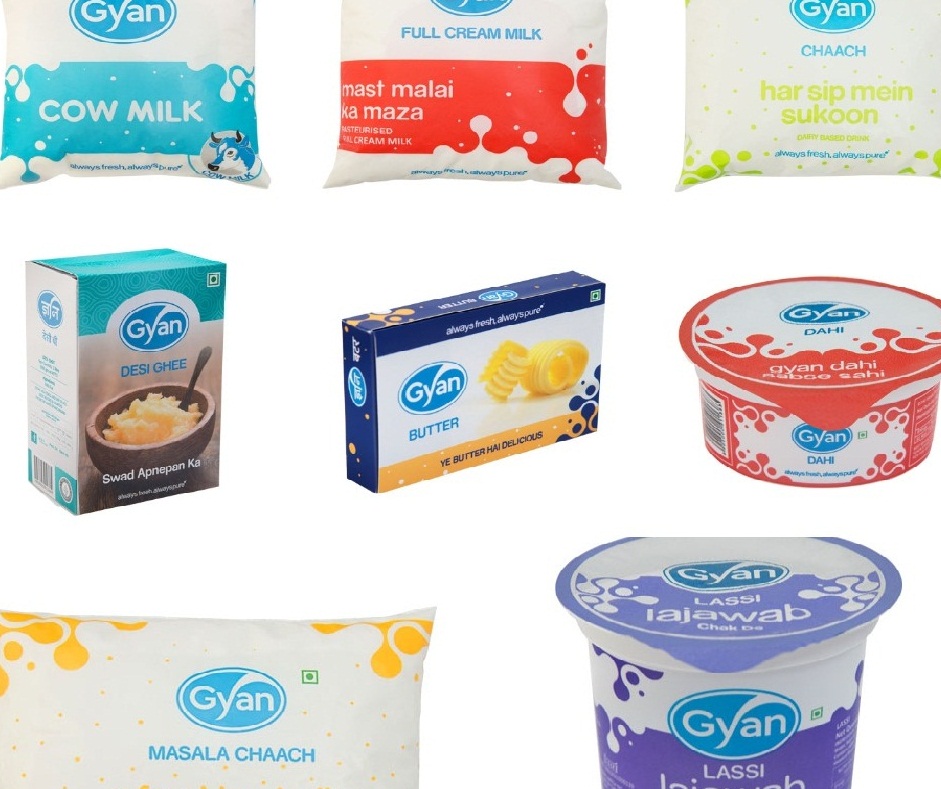 Gyan
COW MILK
always fresh, always pure
COW MILK
Gyan
FULL CREAM MILK
mast malai
ka maza
PASTEURISED
FULL CREAM MILK
always fresh, always pure
Gyan
CHAACH
har sip mein
sukoon
DAIRY BASED DRINK
always fresh, always pure
ज्ञान
देसी घी
Gyan
DESI GHEE
Swad Apnepan Ka
always fresh, always pure
BUTTER
Gyan
always fresh, always pure
बटर
ज्ञान
Gyan
BUTTER
YE BUTTER HAI DELICIOUS
Gyan
DAHI
gyan dahi
sabse sahi
Gyan
DAHI
always fresh, always pure
Gyan
MASALA CHAACH
Gyan
LASSI
lajawab
Chak De
Gyan
LASSI
lajawab
LASSI